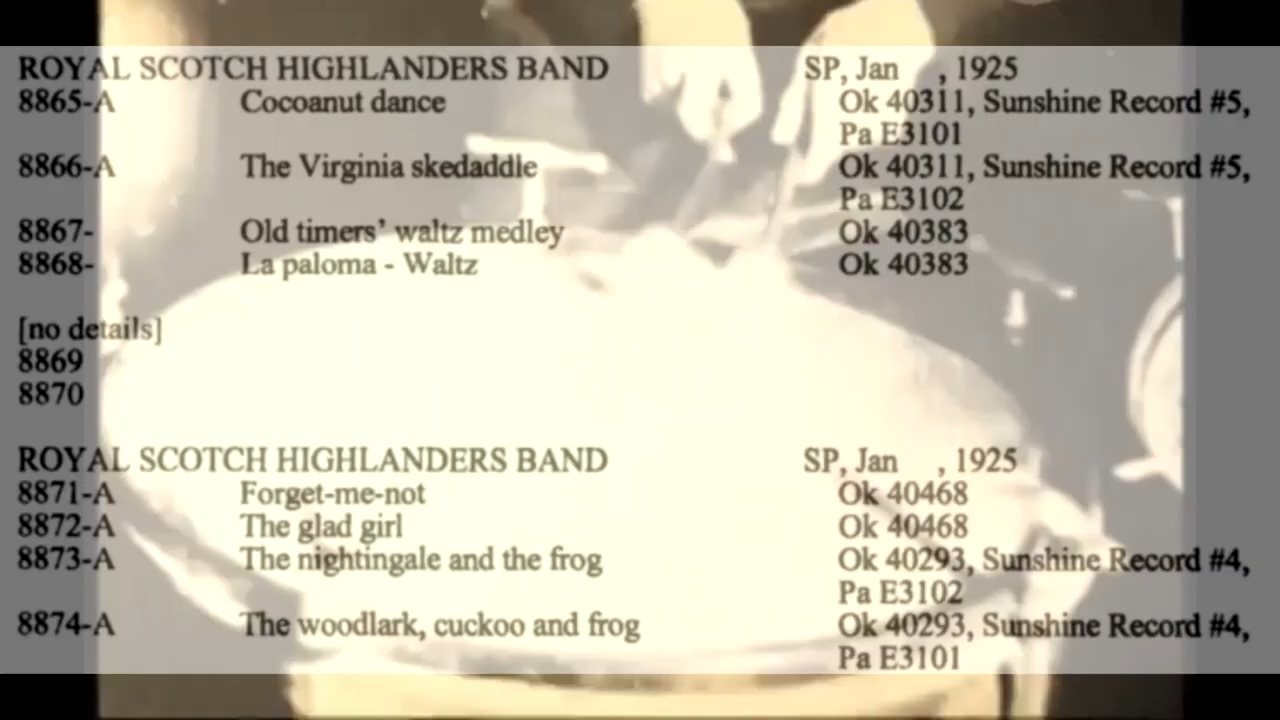 ROYAL SCOTCH HIGHLANDERS BAND SP, Jan , 1925
8865-A Cocoanut dance Ok 40311, Sunshine Record #5,
Pa E3101
8866-A The Virginia skedaddle Ok 40311, Sunshine Record #5,
Pa E3102
8867- Old timers’ waltz medley Ok 40383
8868- La paloma - Waltz Ok 40383
[no details]
8869
8870
ROYAL SCOTCH HIGHLANDERS BAND SP, Jan , 1925
8871-A Forget-me-not Ok 40468
8872-A The glad girl Ok 40468
8873-A The nightingale and the frog Ok 40293, Sunshine Record #4,
Pa E3102
8874-A The woodlark, cuckoo and frog Ok 40293, Sunshine Record #4,
Pa E3101